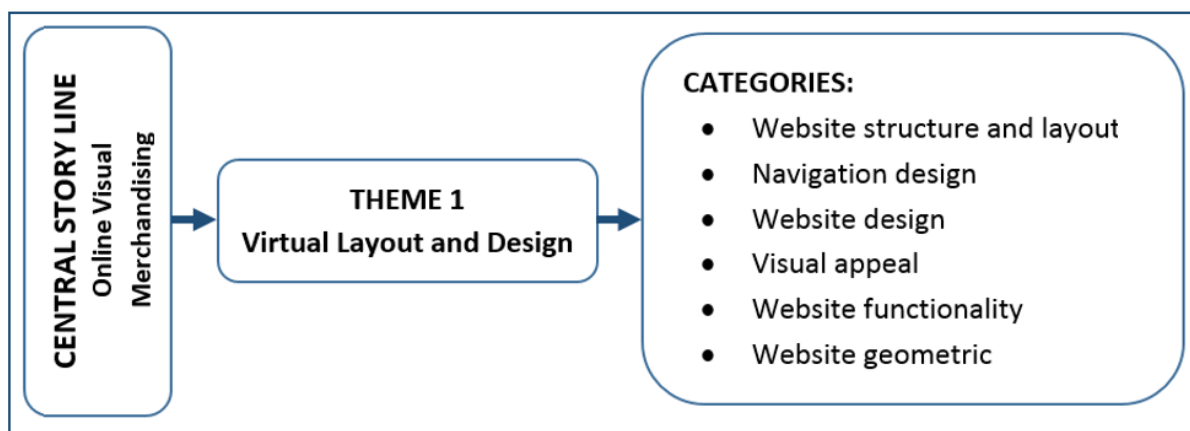 CENTRAL STORY LINE
Online Visual
Merchandising
THEME 1
Virtual Layout and Design
CATEGORIES:
● Website structure and layout
● Navigation design
● Website design
● Visual appeal
● Website functionality
● Website geometric